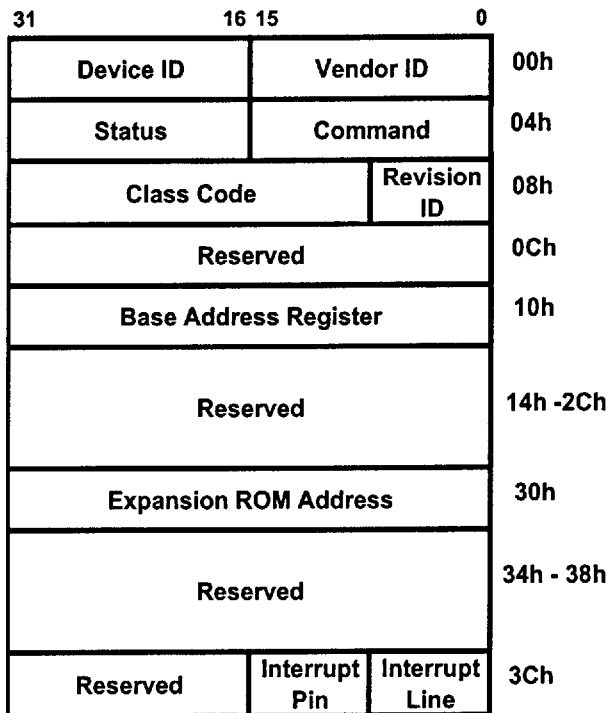 31 16 15 0
Device ID Vendor ID 00h
Status Command 04h
Class Code Revision ID 08h
Reserved 0Ch
Base Address Register 10h
Reserved 14h -2Ch
Expansion ROM Address 30h
Reserved 34h - 38h
Reserved Interrupt Pin Interrupt Line 3Ch